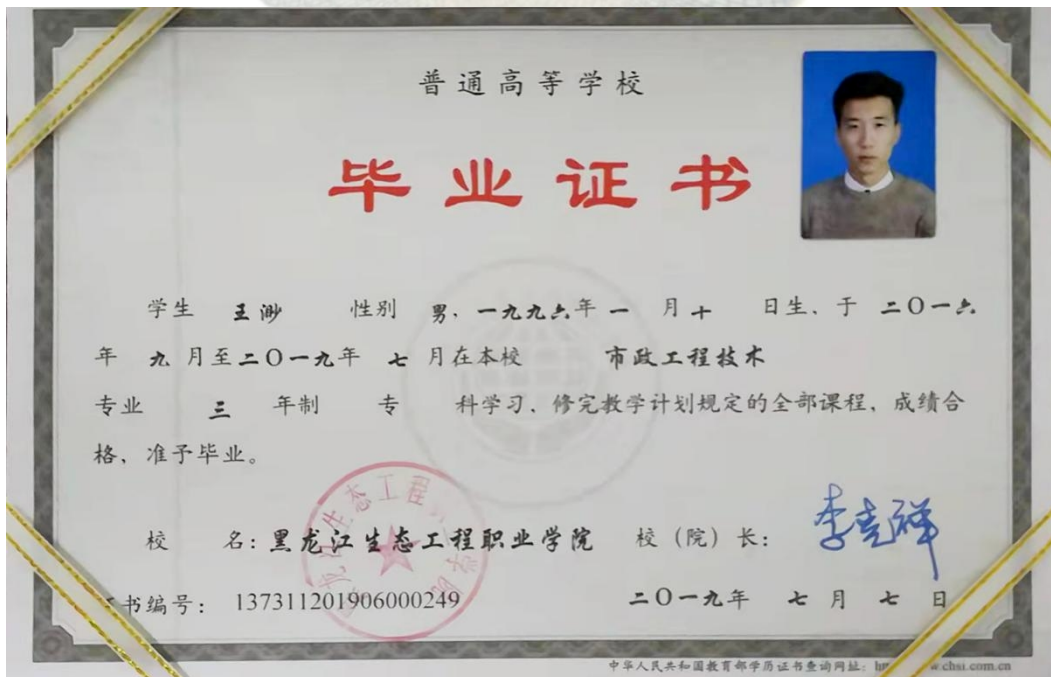 普通高等学校
毕业证书
学生 王渺 性别 男，一九九六年 一 月 十 日生，于 二〇一六
年 九 月至二〇一九年 七 月在本校 市政工程技术
专业 三 年制 专 科学习，修完教学计划规定的全部课程，成绩合
格，准予毕业。
校 名：黑龙江生态工程职业学院 校（院）长：李克祥
书编号： 137311201906000249 二〇一九年 七 月 七 日
中华人民共和国教育部学历证书查询网址：w.chsi.com.cn